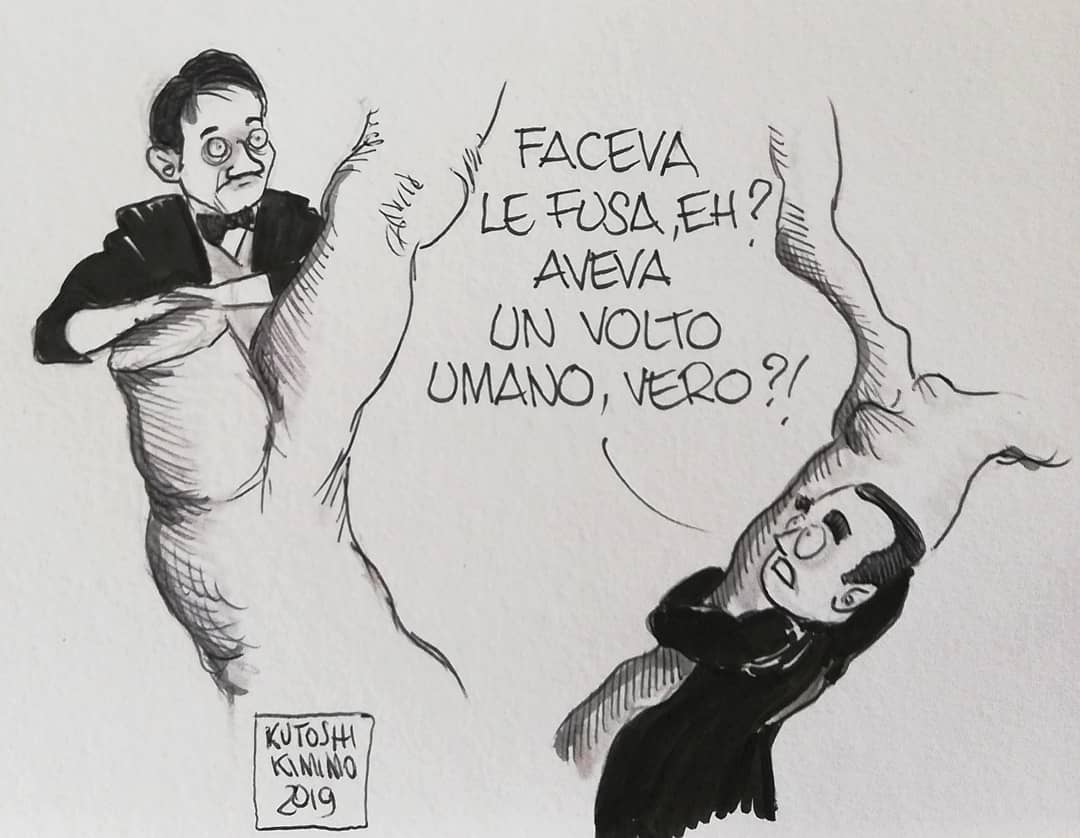 FACEVA
LE FUSA, EH?
AVEVA
UN VOLTO
UMANO, VERO?!
KUTOSHI
KIMINO
2019